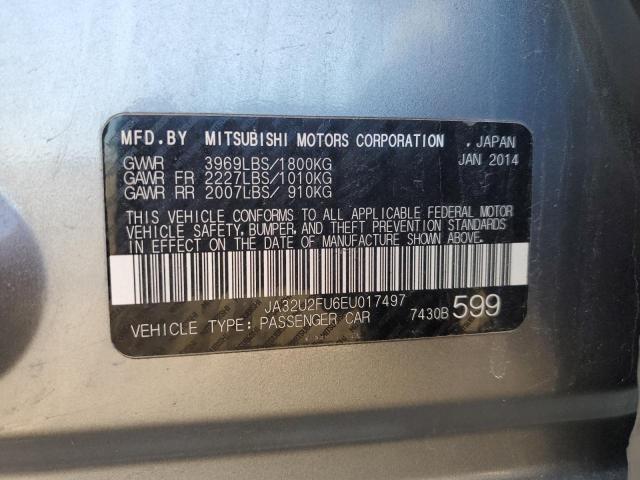 MFD.BY MITSUBISHI MOTORS CORPORATION , JAPAN
GVWR 3969LBS/1800KG JAN 2014
GAWR FR 2227LBS/1010KG
GAWR RR 2007LBS/ 910KG
THIS VEHICLE CONFORMS TO ALL APPLICABLE FEDERAL MOTOR
VEHICLE SAFETY, BUMPER, AND THEFT PREVENTION STANDARDS
IN EFFECT ON THE DATE OF MANUFACTURE SHOWN ABOVE.
JA32U2FU6EU017497
VEHICLE TYPE: PASSENGER CAR 7430B 599